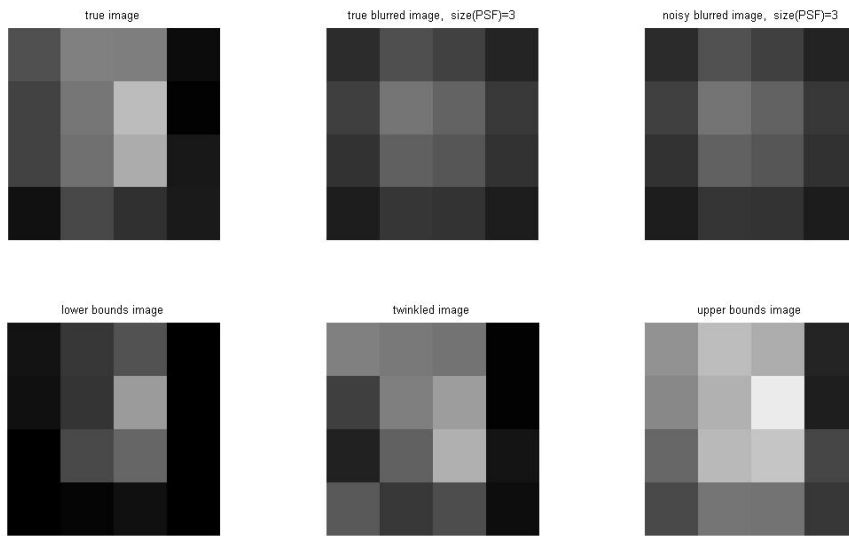 true image
true blurred image, size(PSF)=3
noisy blurred image, size(PSF)=3
lower bounds image
twinkled image
upper bounds image